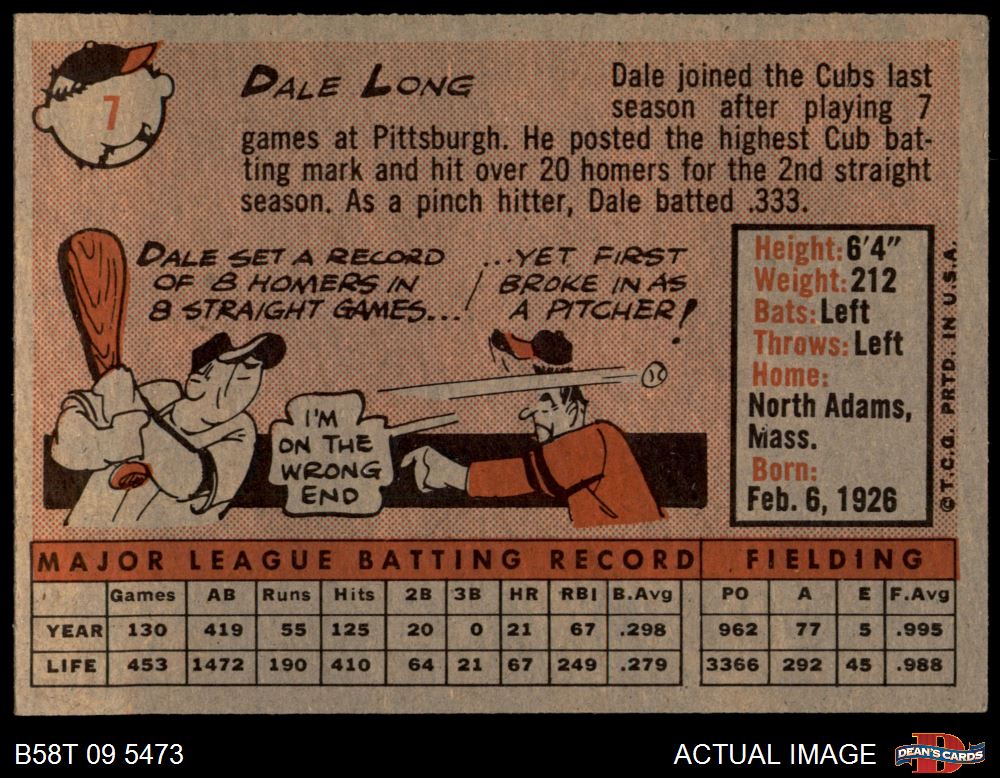 7
DALE LONG
Dale joined the Cubs last
season after playing 7
games at Pittsburgh. He posted the highest Cub bat-
ting mark and hit over 20 homers for the 2nd straight
season. As a pinch hitter, Dale batted .333.
DALE SET A RECORD
OF 8 HOMERS IN
8 STRAIGHT GAMES...
...YET FIRST
BROKE IN AS
A PITCHER!
I'M
ON THE
WRONG
END
Height: 6'4"
Weight: 212
Bats: Left
Throws: Left
Home:
North Adams,
Mass.
Born:
Feb. 6, 1926
© T.C.G. PRTD. IN U.S.A.
MAJOR LEAGUE BATTING RECORD FIELDING
Games AB Runs Hits 2B 3B HR RBI B.Avg PO A E F.Avg
YEAR 130 419 55 125 20 0 21 67 .298 962 77 5 .995
LIFE 453 1472 190 410 64 21 67 249 .279 3366 292 45 .988
B58T 09 5473
ACTUAL IMAGE
D
DEAN'S CARDS